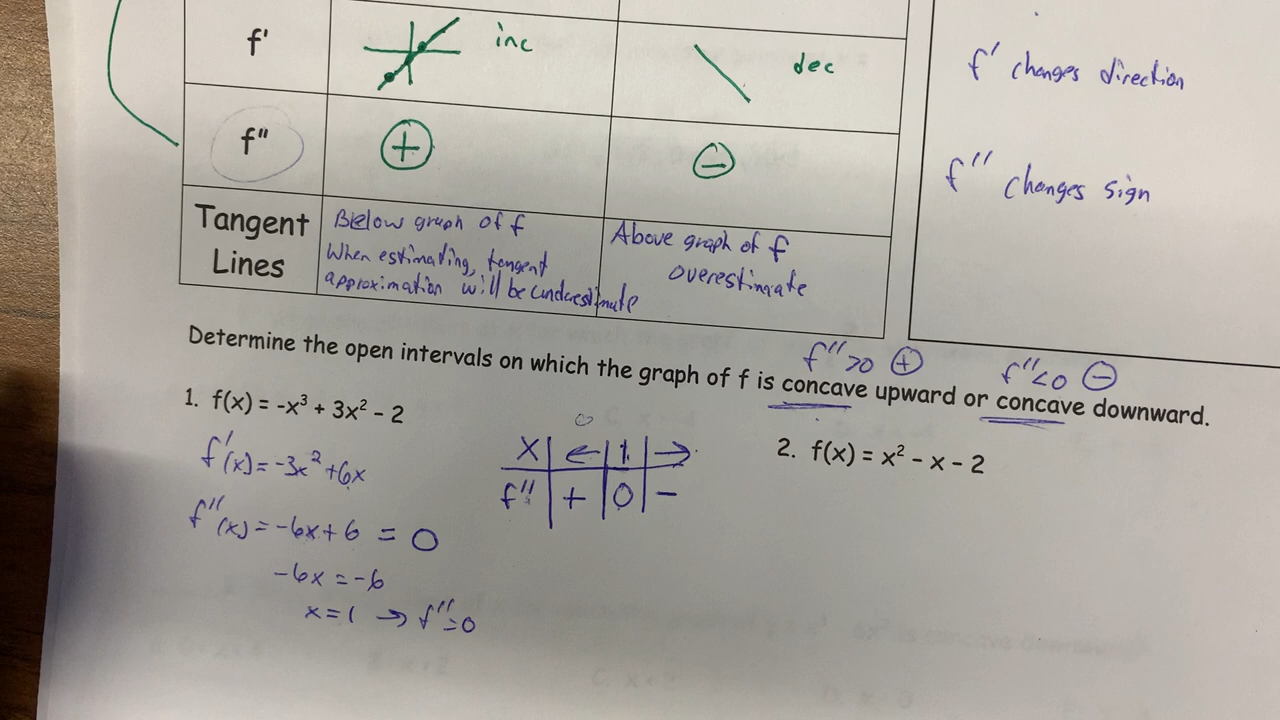 f' inc dec
f" + −
Tangent Lines
Below graph of f
When estimating, tangent
approximation will be underestimate
Above graph of f
overestimate
f' changes direction
f'' changes sign
f''>0 + f''<0 −
Determine the open intervals on which the graph of f is concave upward or concave downward.
1. f(x) = -x³ + 3x² - 2
f'(x) = -3x² + 6x
f''(x) = -6x + 6 = 0
-6x = -6
x = 1 → f'' = 0
0
X ← 1 →
f'' + 0 −
2. f(x) = x² - x - 2